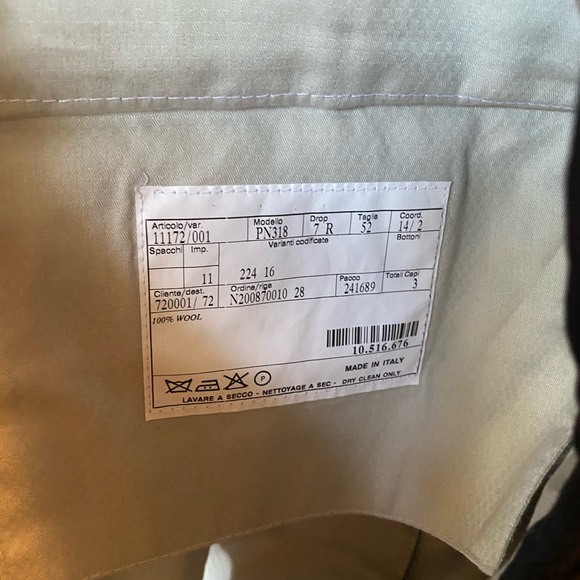 Articolo/var. Modello Drop Taglia Coord.
11172/001 PN318 7 R 52 14/ 2
Spacchi Imp. Varianti codificate Bottoni
11 224 16
Cliente/dest. Ordine/riga Pacco Totali Capi
720001/ 72 N200870010 28 241689 3
100% WOOL
10.516.676
MADE IN ITALY
P
LAVARE A SECCO - NETTOYAGE A SEC - DRY CLEAN ONLY